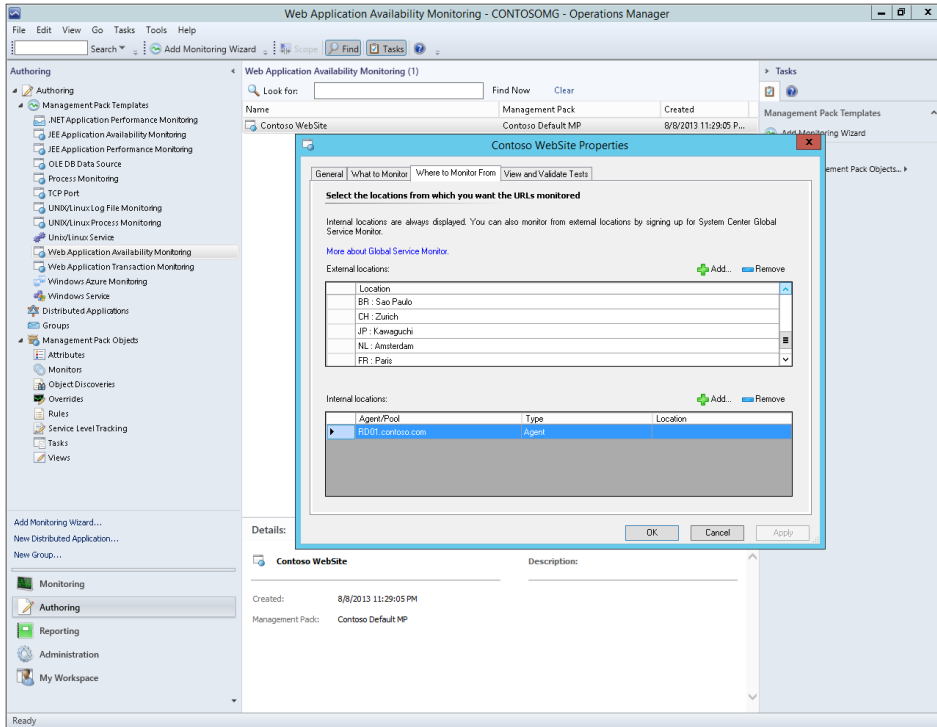 Web Application Availability Monitoring - CONTOSOMG - Operations Manager
File Edit View Go Tasks Tools Help
Search Add Monitoring Wizard Scope Find Tasks
Authoring
Authoring
Management Pack Templates
.NET Application Performance Monitoring
JEE Application Availability Monitoring
JEE Application Performance Monitoring
OLE DB Data Source
Process Monitoring
TCP Port
UNIX/Linux Log File Monitoring
UNIX/Linux Process Monitoring
Unix/Linux Service
Web Application Availability Monitoring
Web Application Transaction Monitoring
Windows Azure Monitoring
Windows Service
Distributed Applications
Groups
Management Pack Objects
Attributes
Monitors
Object Discoveries
Overrides
Rules
Service Level Tracking
Tasks
Views
Add Monitoring Wizard...
New Distributed Application...
New Group...
Monitoring
Authoring
Reporting
Administration
My Workspace
Ready
Web Application Availability Monitoring (1)
Look for: Find Now Clear
Name Management Pack Created
Contoso WebSite Contoso Default MP 8/8/2013 11:29:05 P...
Contoso WebSite Properties
General What to Monitor Where to Monitor From View and Validate Tests
Select the locations from which you want the URLs monitored
Internal locations are always displayed. You can also monitor from external locations by signing up for System Center Global
Service Monitor.
More about Global Service Monitor.
External locations: Add... Remove
Location
BR : Sao Paulo
CH : Zurich
JP : Kawaguchi
NL : Amsterdam
FR : Paris
Internal locations: Add... Remove
Agent/Pool Type Location
RD01.contoso.com Agent
OK Cancel Apply
Details:
Contoso WebSite Description:
Created: 8/8/2013 11:29:05 PM
Management Pack: Contoso Default MP
Tasks
Management Pack Templates
Add Monitoring Wizard
ement Pack Objects...